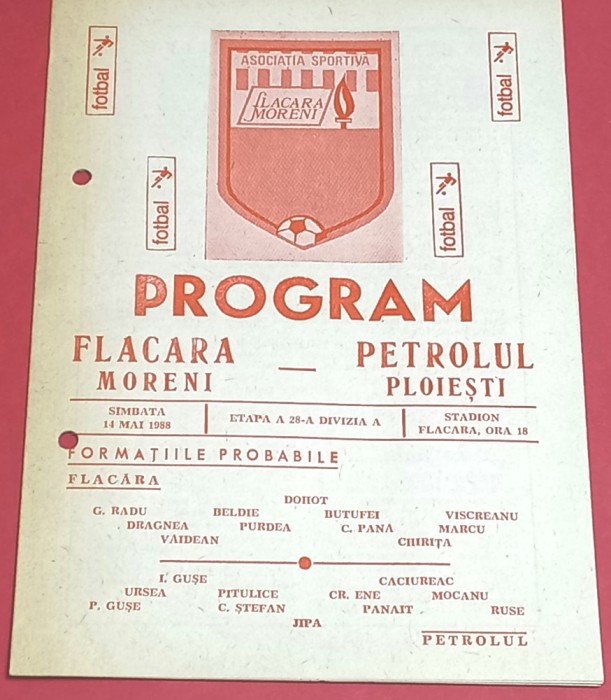 fotbal
fotbal
ASOCIATIA SPORTIVA
FLACARA
MORENI
fotbal
fotbal
PROGRAM
FLACARA — PETROLUL
MORENI PLOIEȘTI
SIMBATA
14 MAI 1988
ETAPA A 28-A DIVIZIA A
STADION
FLACARA, ORA 18
FORMAȚIILE PROBABILE
FLACĂRA
DOHOT
G. RADU BELDIE BUTUFEI VISCREANU
DRAGNEA PURDEA C. PANA MARCU
VĂIDEAN CHIRIȚA
I. GUȘE CACIUREAC
URSEA PITULICE CR. ENE MOCANU
P. GUȘE C. ȘTEFAN PANAIT RUSE
JIPA
PETROLUL